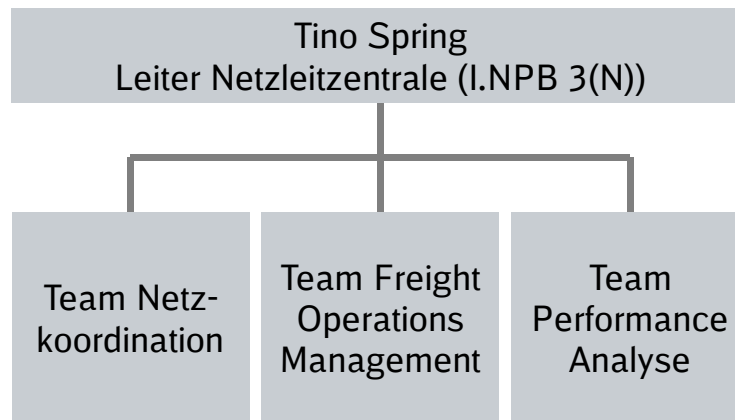 Tino Spring
Leiter Netzleitzentrale (I.NPB 3(N))
Team Netz-
koordination
Team Freight
Operations
Management
Team
Performance
Analyse